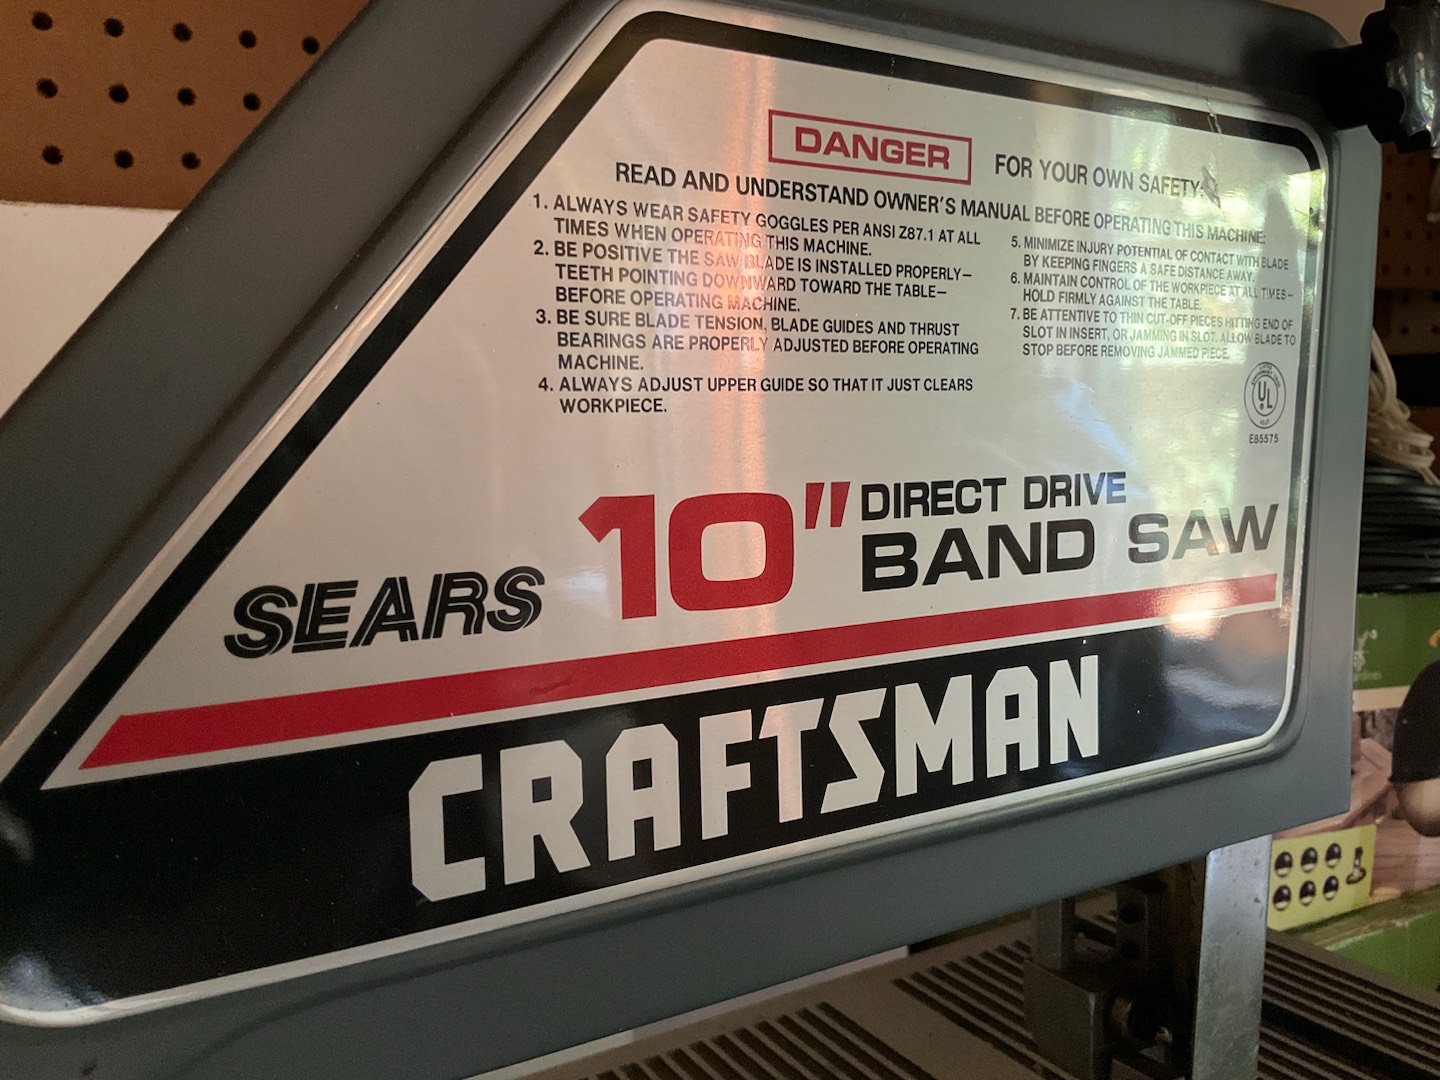 DANGER
FOR YOUR OWN SAFETY:
READ AND UNDERSTAND OWNER'S MANUAL BEFORE OPERATING THIS MACHINE:
1. ALWAYS WEAR SAFETY GOGGLES PER ANSI Z87.1 AT ALL
TIMES WHEN OPERATING THIS MACHINE.
2. BE POSITIVE THE SAW BLADE IS INSTALLED PROPERLY—
TEETH POINTING DOWNWARD TOWARD THE TABLE—
BEFORE OPERATING MACHINE.
3. BE SURE BLADE TENSION, BLADE GUIDES AND THRUST
BEARINGS ARE PROPERLY ADJUSTED BEFORE OPERATING
MACHINE.
4. ALWAYS ADJUST UPPER GUIDE SO THAT IT JUST CLEARS
WORKPIECE.
5. MINIMIZE INJURY POTENTIAL OF CONTACT WITH BLADE
BY KEEPING FINGERS A SAFE DISTANCE AWAY.
6. MAINTAIN CONTROL OF THE WORKPIECE AT ALL TIMES—
HOLD FIRMLY AGAINST THE TABLE.
7. BE ATTENTIVE TO THIN CUT-OFF PIECES HITTING END OF
SLOT IN INSERT, OR JAMMING IN SLOT. ALLOW BLADE TO
STOP BEFORE REMOVING JAMMED PIECE.
UL
E85575
SEARS
10" DIRECT DRIVE
BAND SAW
CRAFTSMAN